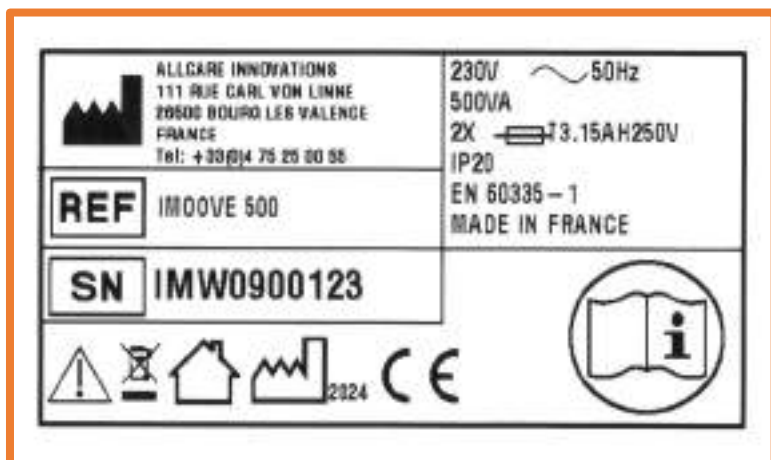 ALLCARE INNOVATIONS
111 RUE CARL VON LINNE
26500 BOURG LES VALENCE
FRANCE
Tel: +33(0)4 75 25 00 55
REF IMOOVE 500
SN IMW0900123
2024
CE
230V 50Hz
500VA
2X T3.15AH250V
IP20
EN 60335-1
MADE IN FRANCE
i